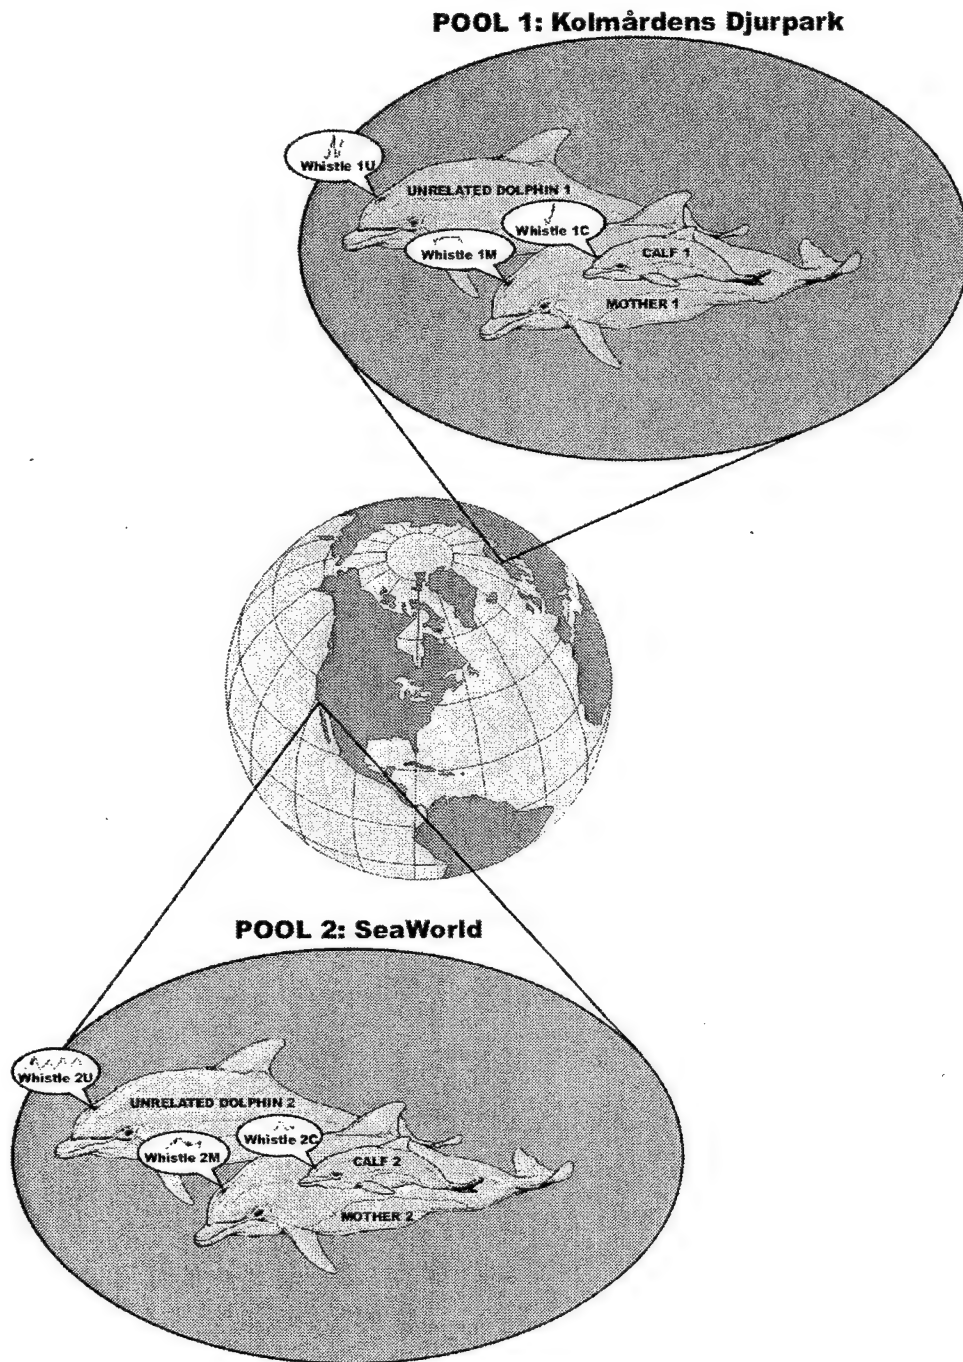 POOL 1: Kolmårdens Djurpark
Whistle 1U
UNRELATED DOLPHIN 1
Whistle 1C
Whistle 1M
CALF 1
MOTHER 1
POOL 2: SeaWorld
Whistle 2U
UNRELATED DOLPHIN 2
Whistle 2C
Whistle 2M
CALF 2
MOTHER 2